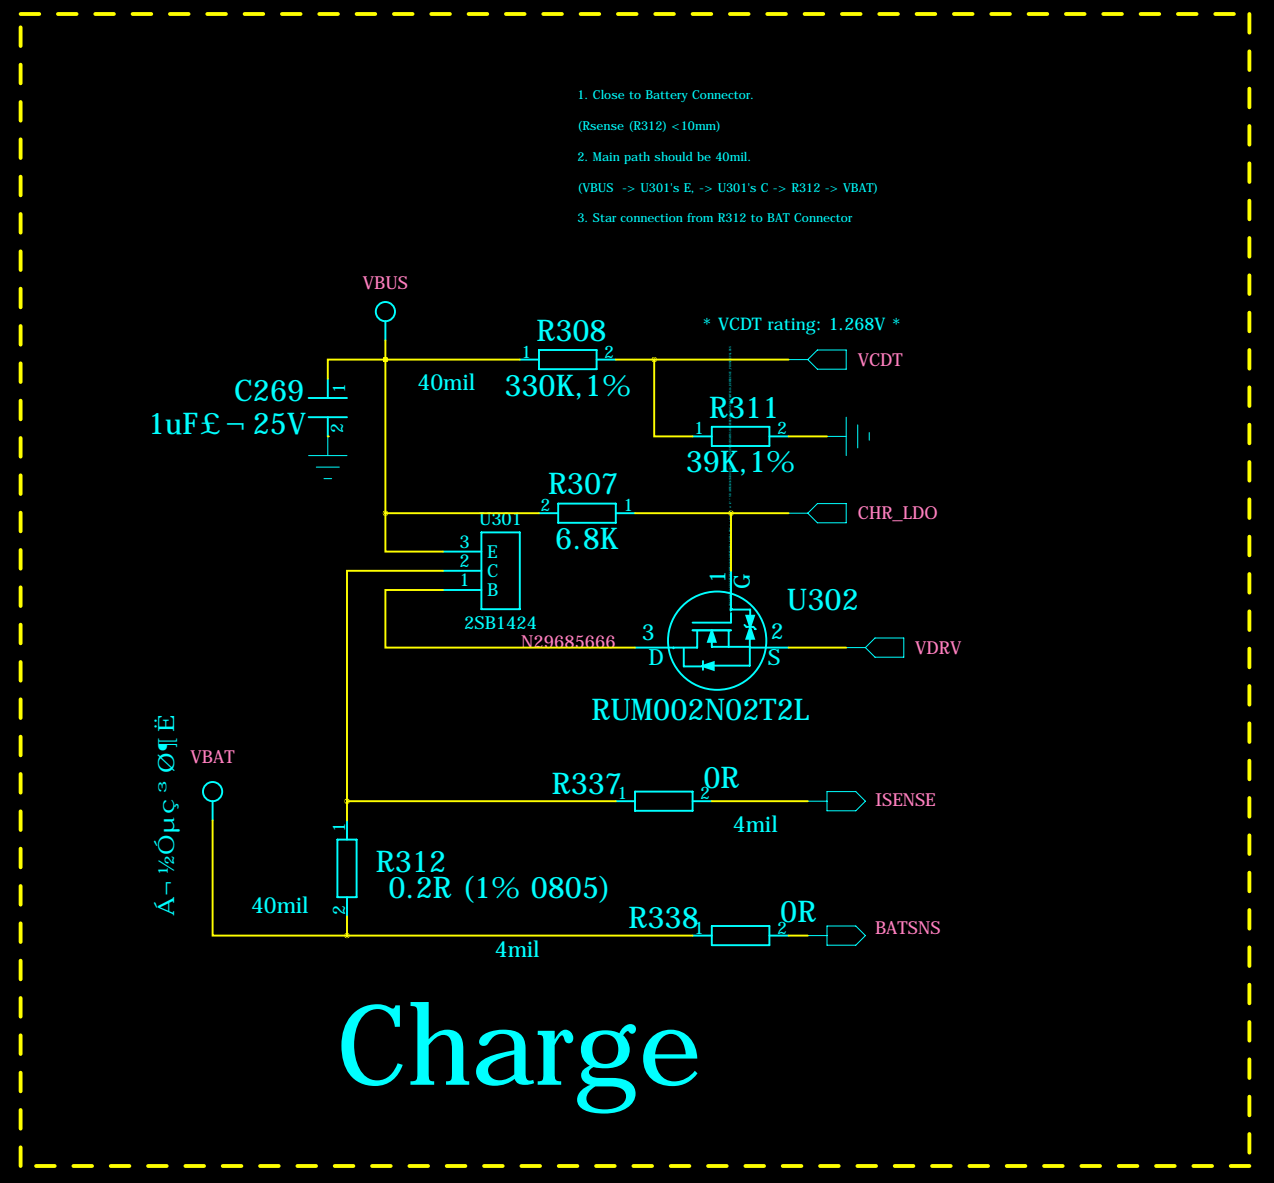 1. Close to Battery Connector.
(Rsense (R312) <10mm)
2. Main path should be 40mil.
(VBUS -> U301's E, -> U301's C -> R312 -> VBAT)
3. Star connection from R312 to BAT Connector
VBUS
* VCDT rating: 1.268V *
R308
1 2
VCDT
40mil
330K,1%
C269
1
1uF£¬25V
2
R311
1 2
39K,1%
R307
2 1
CHR_LDO
U301
6.8K
3 E
2 C
1 B
2SB1424
1 G
U302
N29685666
3 2
D S
VDRV
RUM002N02T2L
Á¬½Óµç³Ø¶Ë
VBAT
R337
0R
1 2
ISENSE
4mil
1
R312
0.2R (1% 0805)
2
40mil
R338
0R
1 2
BATSNS
4mil
Charge